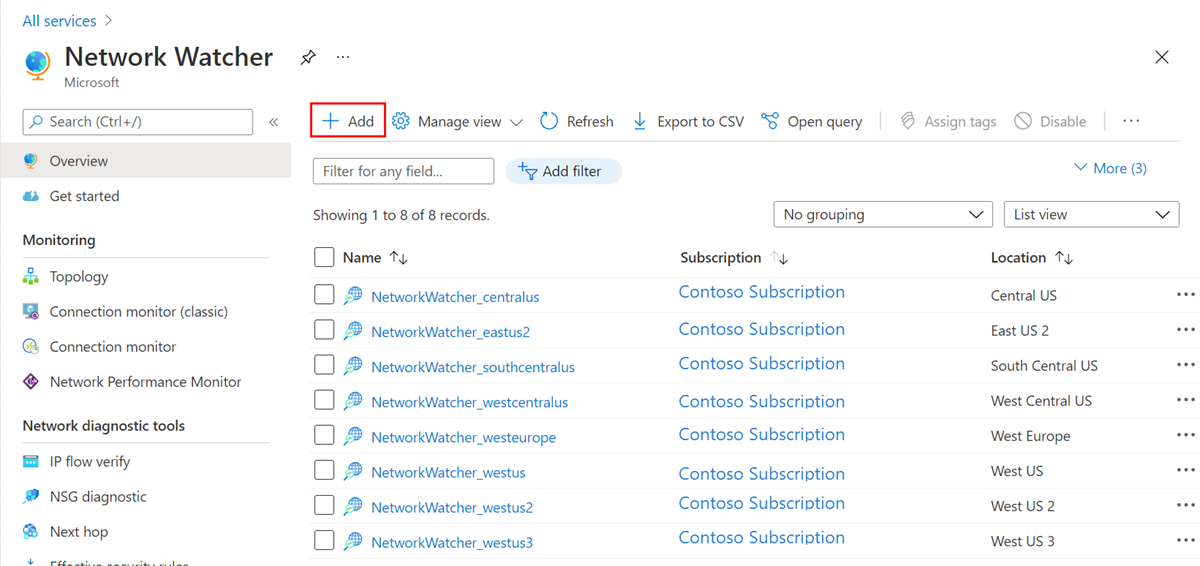 All services
Network Watcher
Microsoft
Search (Ctrl+/)
Overview
Get started
Monitoring
Topology
Connection monitor (classic)
Connection monitor
Network Performance Monitor
Network diagnostic tools
IP flow verify
NSG diagnostic
Next hop
Effective security rules
Add Manage view Refresh Export to CSV Open query Assign tags Disable
Filter for any field... Add filter More (3)
Showing 1 to 8 of 8 records. No grouping List view
Name Subscription Location
NetworkWatcher_centralus Contoso Subscription Central US
NetworkWatcher_eastus2 Contoso Subscription East US 2
NetworkWatcher_southcentralus Contoso Subscription South Central US
NetworkWatcher_westcentralus Contoso Subscription West Central US
NetworkWatcher_westeurope Contoso Subscription West Europe
NetworkWatcher_westus Contoso Subscription West US
NetworkWatcher_westus2 Contoso Subscription West US 2
NetworkWatcher_westus3 Contoso Subscription West US 3